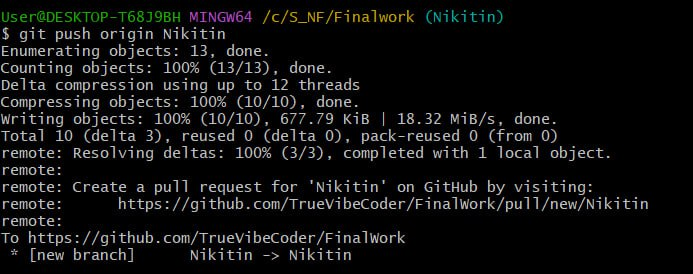 User@DESKTOP-T68J9BH MINGW64 /c/S_NF/Finalwork (Nikitin)
$ git push origin Nikitin
Enumerating objects: 13, done.
Counting objects: 100% (13/13), done.
Delta compression using up to 12 threads
Compressing objects: 100% (10/10), done.
Writing objects: 100% (10/10), 677.79 KiB | 18.32 MiB/s, done.
Total 10 (delta 3), reused 0 (delta 0), pack-reused 0 (from 0)
remote: Resolving deltas: 100% (3/3), completed with 1 local object.
remote:
remote: Create a pull request for 'Nikitin' on GitHub by visiting:
remote:      https://github.com/TrueVibeCoder/FinalWork/pull/new/Nikitin
remote:
To https://github.com/TrueVibeCoder/FinalWork
 * [new branch]      Nikitin -> Nikitin